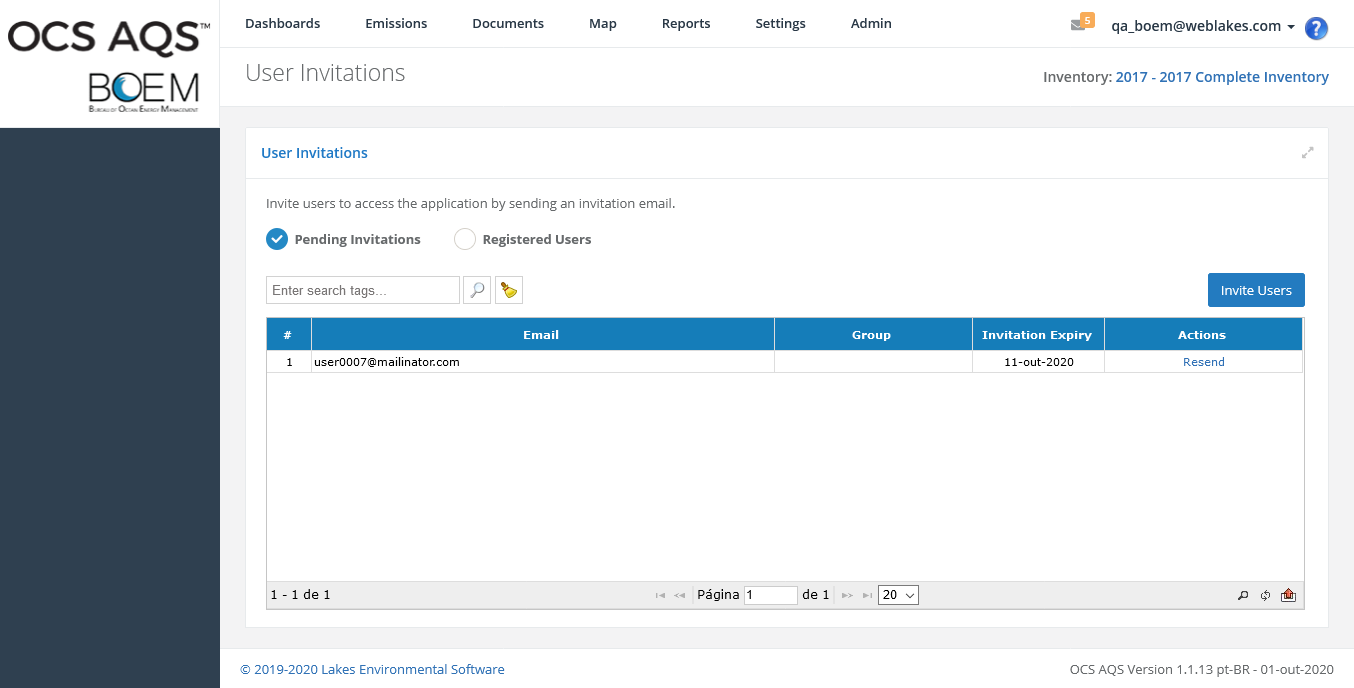 OCS AQS™
BOEM
BUREAU OF OCEAN ENERGY MANAGEMENT
Dashboards Emissions Documents Map Reports Settings Admin 5 qa_boem@weblakes.com ?
User Invitations
Inventory: 2017 - 2017 Complete Inventory
User Invitations
Invite users to access the application by sending an invitation email.
Pending Invitations Registered Users
Enter search tags... Invite Users
# Email Group Invitation Expiry Actions
1 user0007@mailinator.com 11-out-2020 Resend
1 - 1 de 1 Página 1 de 1 20
© 2019-2020 Lakes Environmental Software OCS AQS Version 1.1.13 pt-BR - 01-out-2020